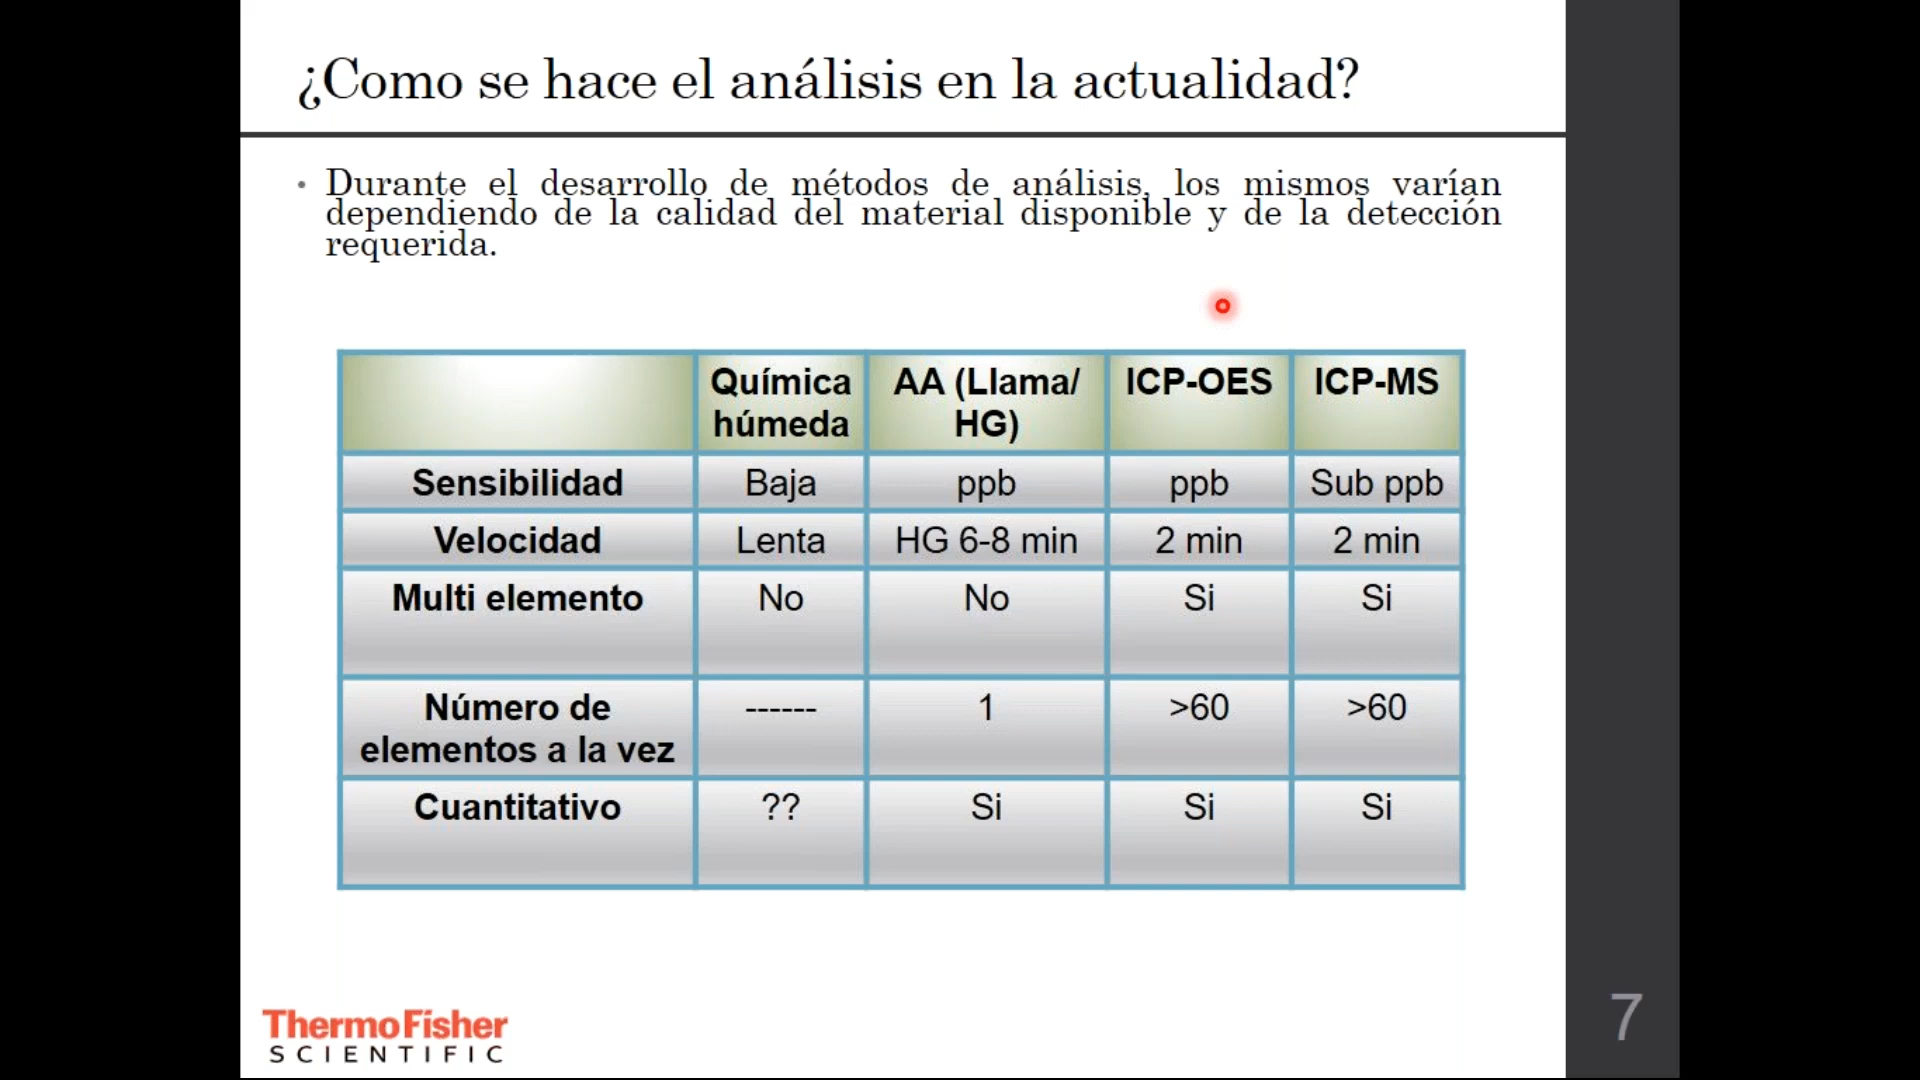 ¿Como se hace el análisis en la actualidad?
• Durante el desarrollo de métodos de análisis, los mismos varían
dependiendo de la calidad del material disponible y de la detección
requerida.
Química húmeda AA (Llama/ HG) ICP-OES ICP-MS
Sensibilidad Baja ppb ppb Sub ppb
Velocidad Lenta HG 6-8 min 2 min 2 min
Multi elemento No No Si Si
Número de elementos a la vez ------ 1 >60 >60
Cuantitativo ?? Si Si Si
ThermoFisher
SCIENTIFIC
7